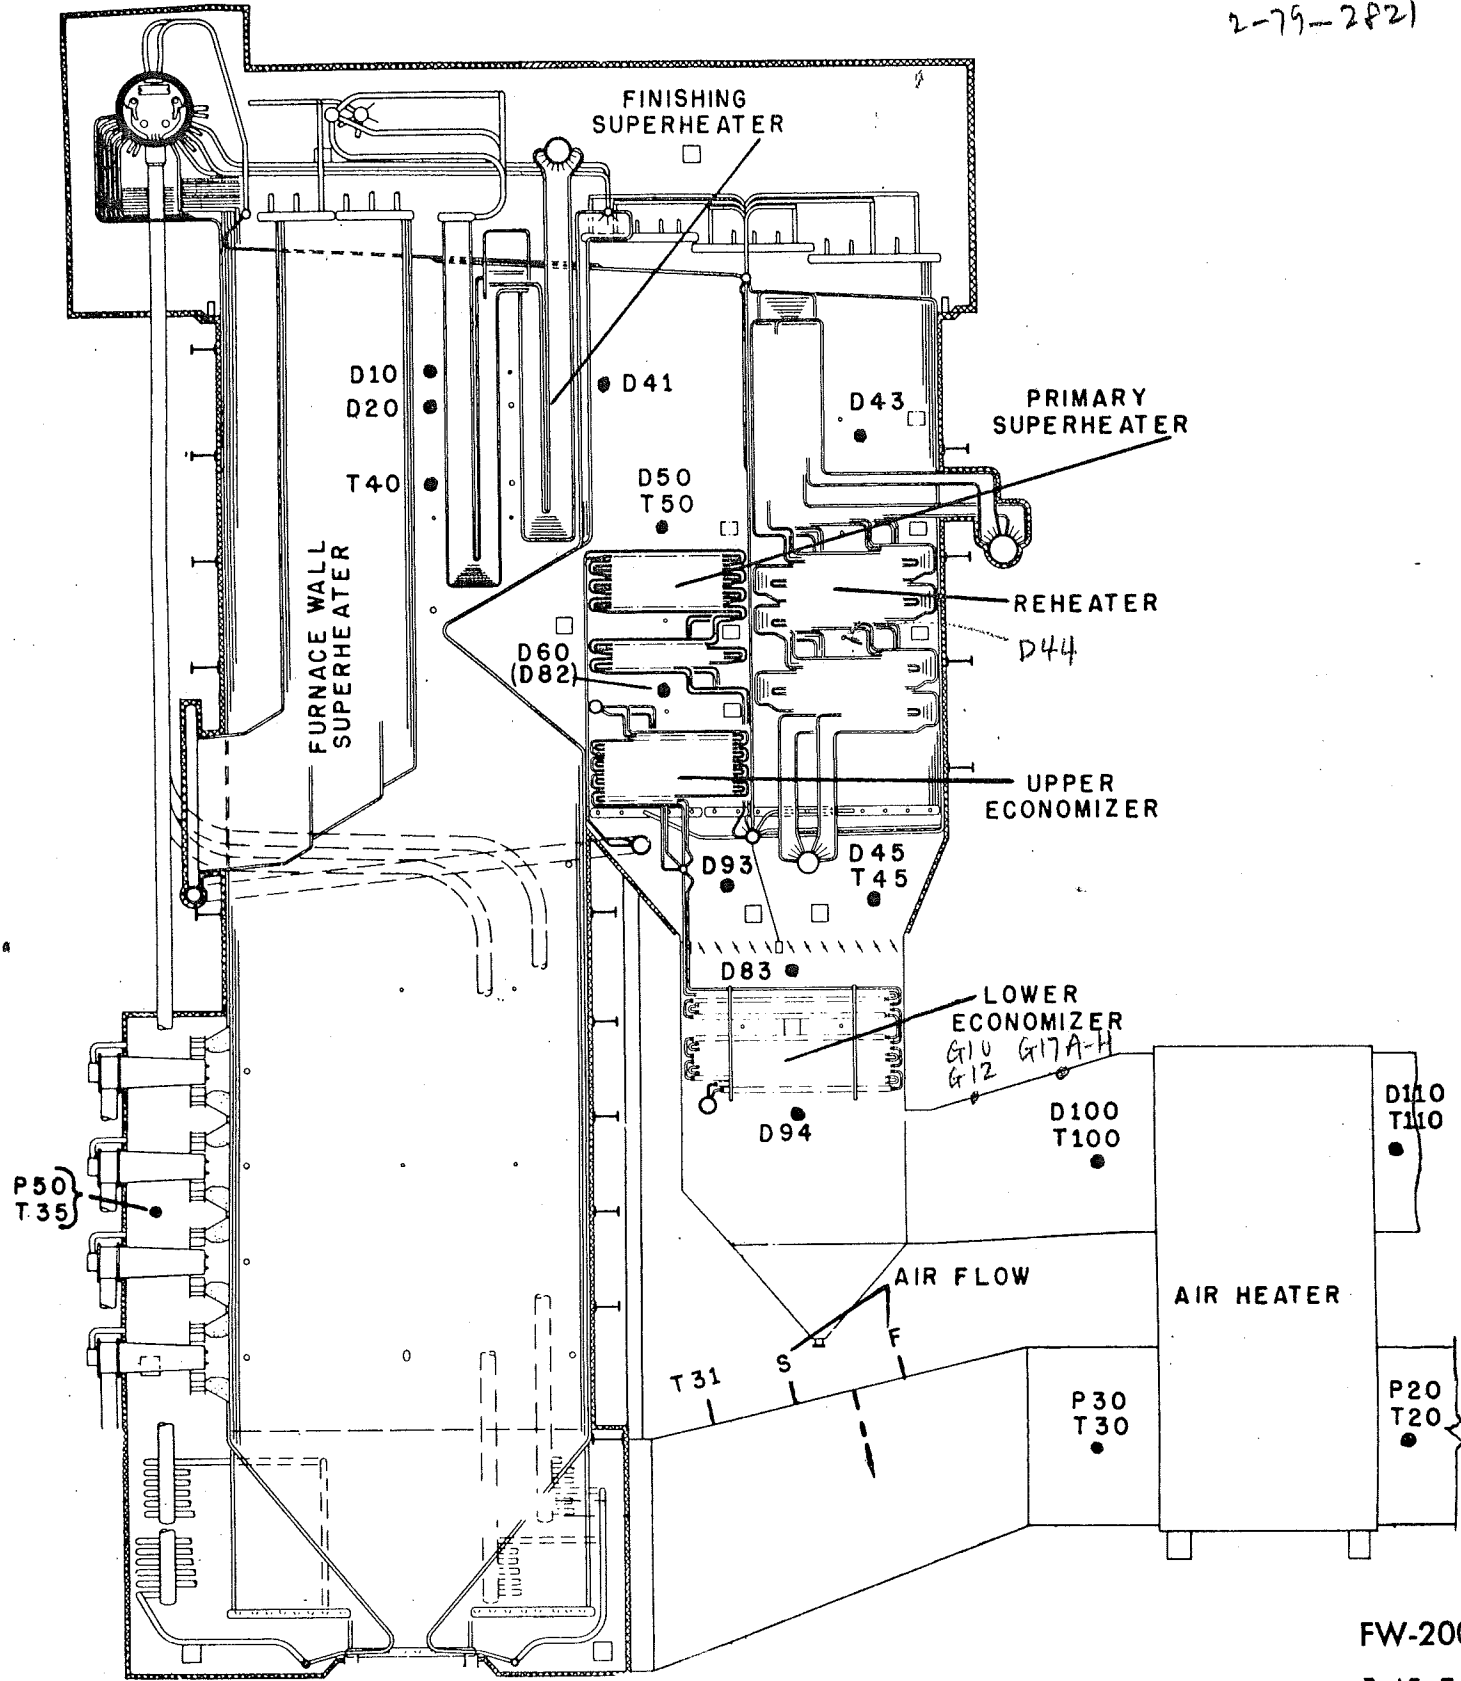 2-79-2821
FINISHING
SUPERHEATER
D10
D20
T40
D41
D43
PRIMARY
SUPERHEATER
D50
T50
FURNACE WALL
SUPERHEATER
REHEATER
D44
D60
(D82)
UPPER
ECONOMIZER
D93
D45
T45
D83
LOWER
ECONOMIZER
G10 G17A-H
G12
D100
T100
D110
T110
D94
P50
T35
AIR FLOW
AIR HEATER
S
F
T31
P30
T30
P20
T20
FW-200